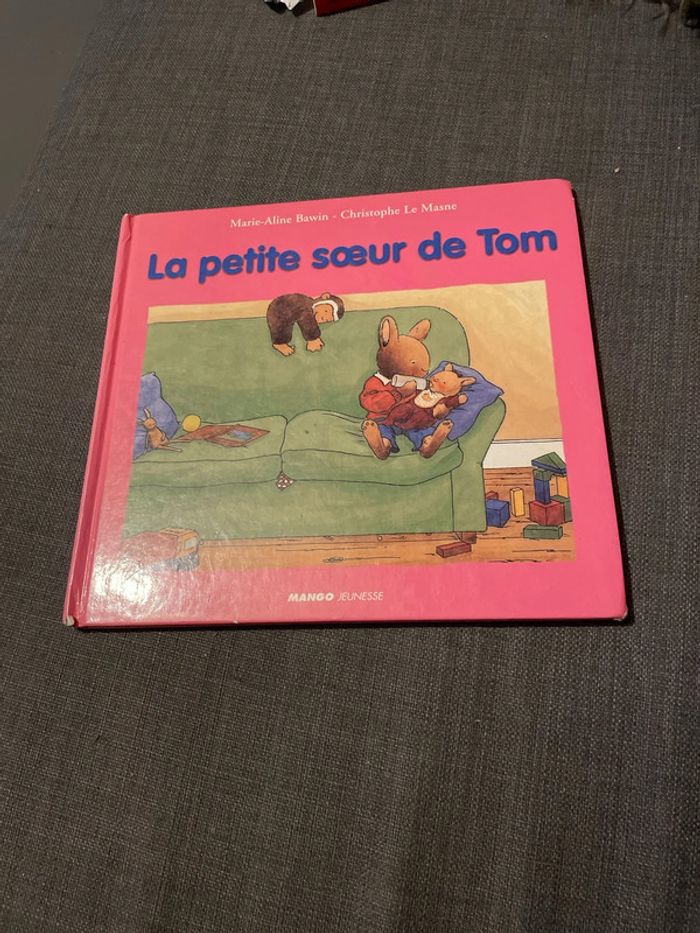 Marie-Aline Bawin - Christophe Le Masne
La petite sœur de Tom
MANGO JEUNESSE